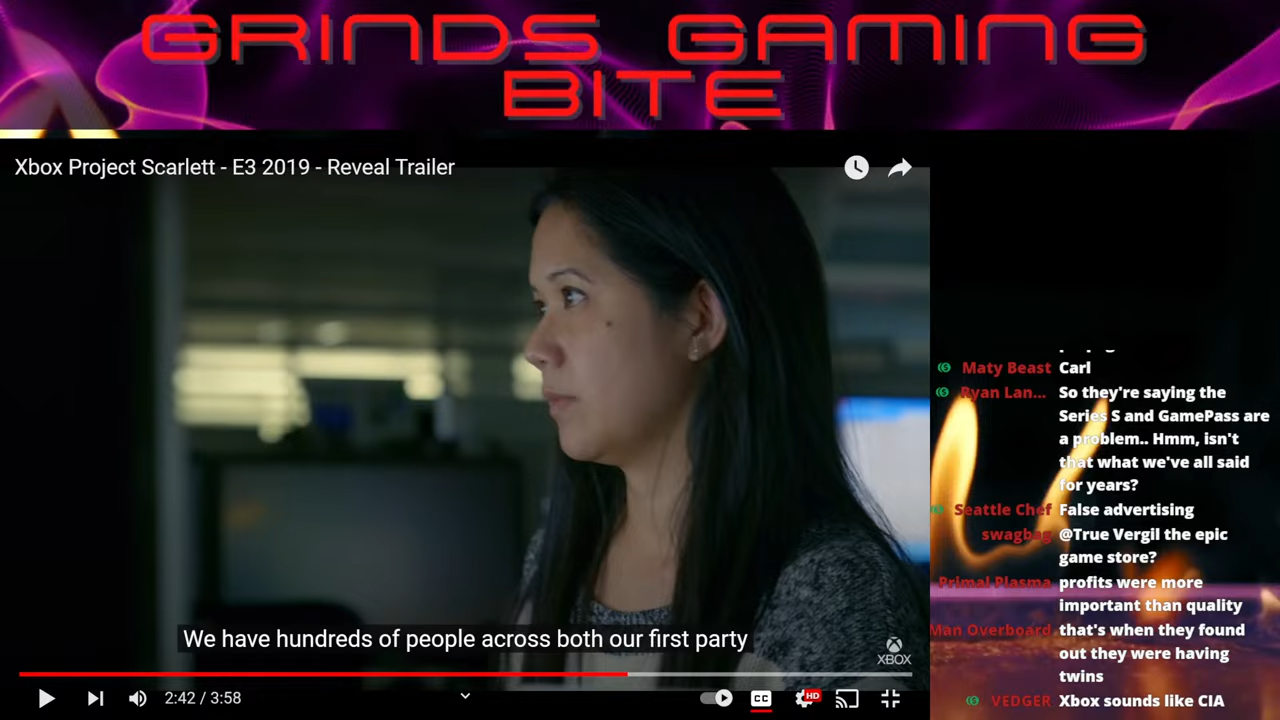 GRINDS GAMING
BITE
Xbox Project Scarlett - E3 2019 - Reveal Trailer
Maty Beast Carl
Ryan Lan... So they're saying the
Series S and GamePass are
a problem.. Hmm, isn't
that what we've all said
for years?
Seattle Chef False advertising
swagbag @True Vergil the epic
game store?
Primal Plasma profits were more
important than quality
Man Overboard that's when they found
out they were having
twins
VEDGER Xbox sounds like CIA
We have hundreds of people across both our first party
XBOX
2:42 / 3:58
CC
HD